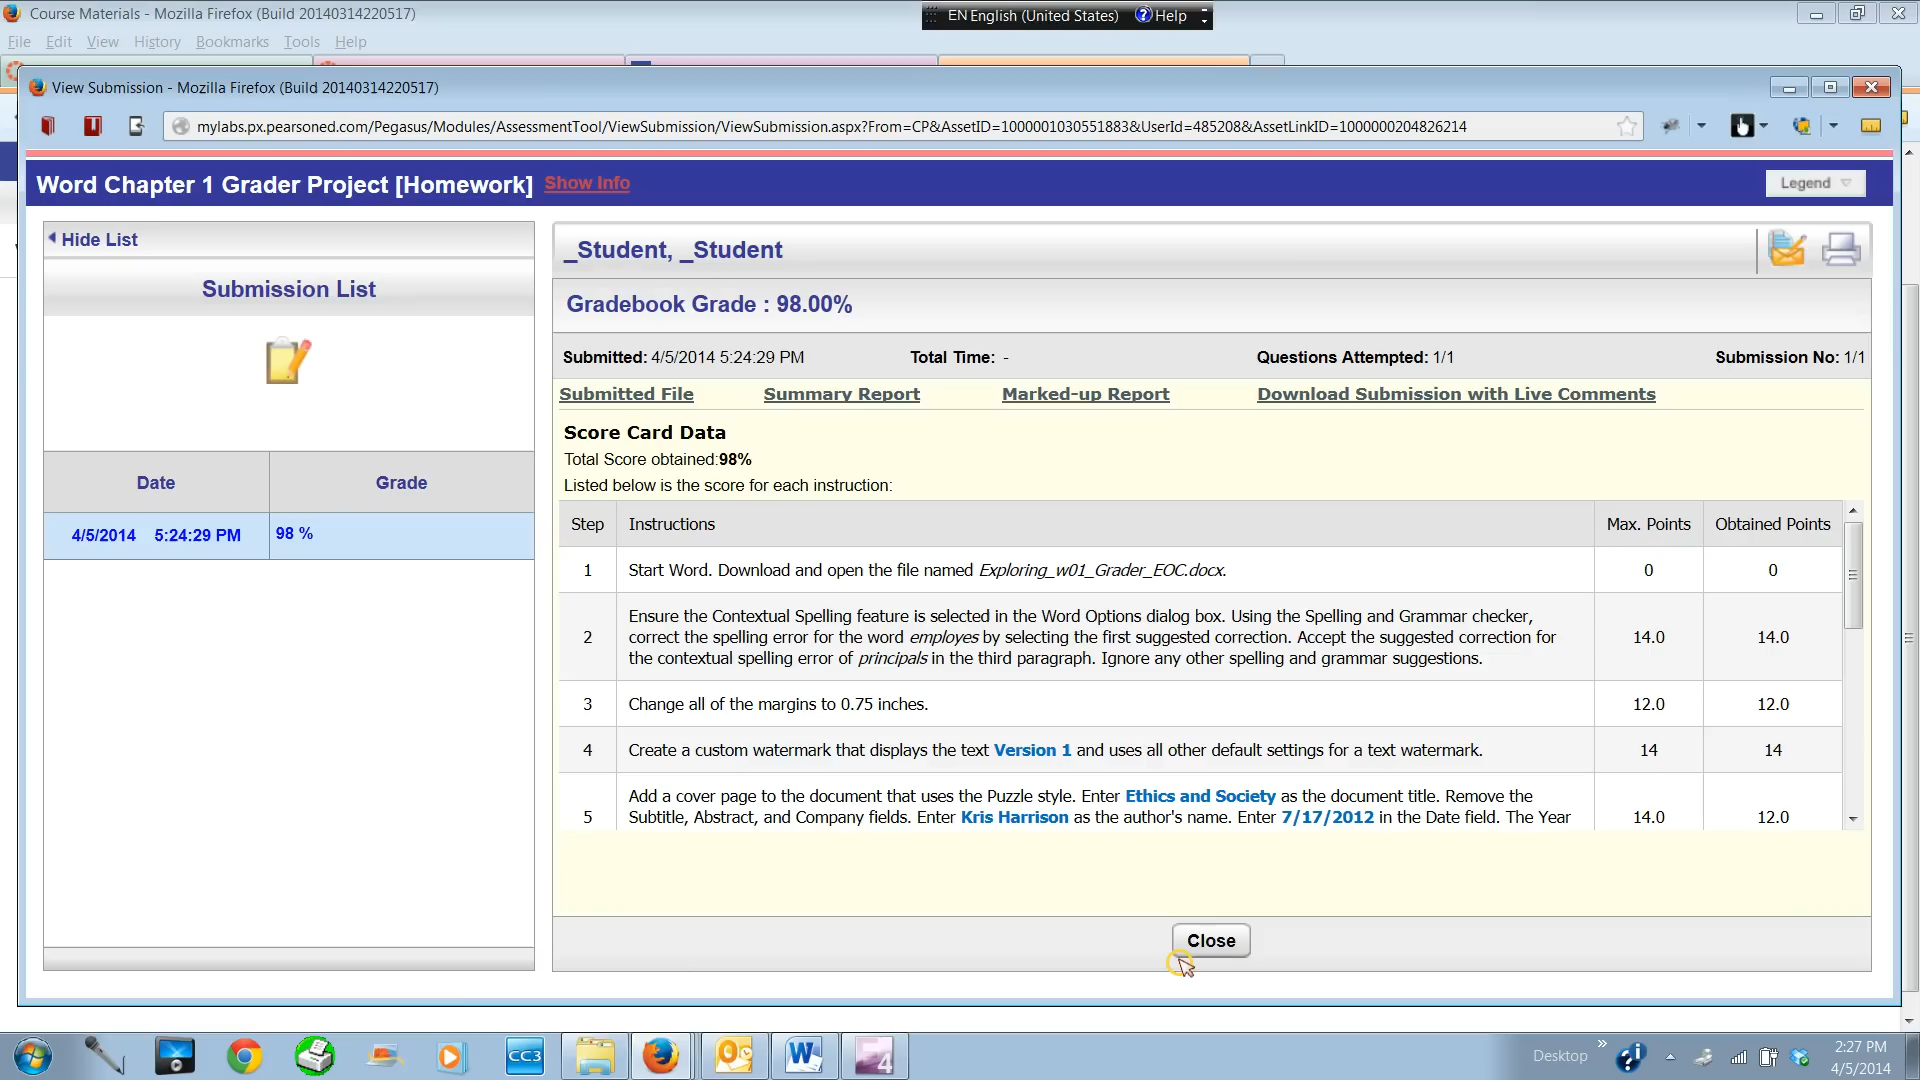 Course Materials - Mozilla Firefox (Build 20140314220517)
EN English (United States) Help
File Edit View History Bookmarks Tools Help
View Submission - Mozilla Firefox (Build 20140314220517)
mylabs.px.pearsoned.com/Pegasus/Modules/AssessmentTool/ViewSubmission/ViewSubmission.aspx?From=CP&AssetID=1000001030551883&UserId=485208&AssetLinkID=1000000204826214
Word Chapter 1 Grader Project [Homework] Show Info
Legend
Hide List
Submission List
Date Grade
4/5/2014 5:24:29 PM 98 %
_Student, _Student
Gradebook Grade : 98.00%
Submitted: 4/5/2014 5:24:29 PM Total Time: - Questions Attempted: 1/1 Submission No: 1/1
Submitted File Summary Report Marked-up Report Download Submission with Live Comments
Score Card Data
Total Score obtained:98%
Listed below is the score for each instruction:
Step Instructions Max. Points Obtained Points
1 Start Word. Download and open the file named Exploring_w01_Grader_EOC.docx. 0 0
Ensure the Contextual Spelling feature is selected in the Word Options dialog box. Using the Spelling and Grammar checker,
2 correct the spelling error for the word employes by selecting the first suggested correction. Accept the suggested correction for 14.0 14.0
the contextual spelling error of principals in the third paragraph. Ignore any other spelling and grammar suggestions.
3 Change all of the margins to 0.75 inches. 12.0 12.0
4 Create a custom watermark that displays the text Version 1 and uses all other default settings for a text watermark. 14 14
Add a cover page to the document that uses the Puzzle style. Enter Ethics and Society as the document title. Remove the
5 Subtitle, Abstract, and Company fields. Enter Kris Harrison as the author's name. Enter 7/17/2012 in the Date field. The Year 14.0 12.0
Close
CC3
4
Desktop
2:27 PM
4/5/2014